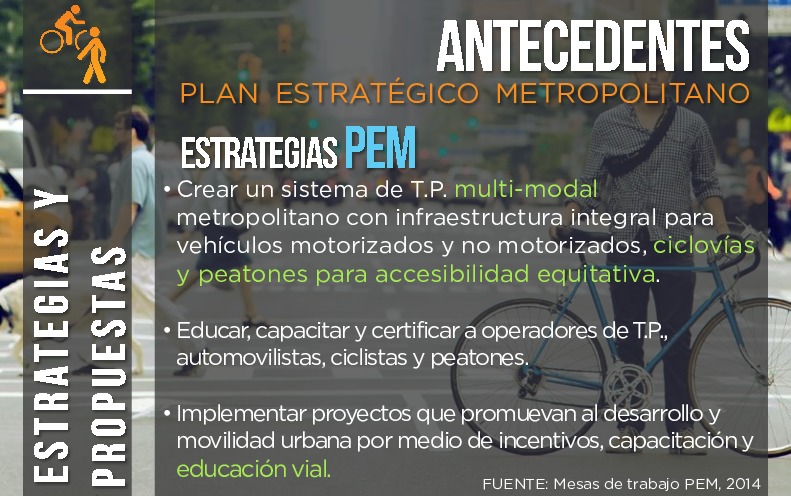 ANTECEDENTES
PLAN ESTRATÉGICO METROPOLITANO
ESTRATEGIAS Y
PROPUESTAS
ESTRATEGIAS PEM
• Crear un sistema de T.P. multi-modal
metropolitano con infraestructura integral para
vehículos motorizados y no motorizados, ciclovías
y peatones para accesibilidad equitativa.
• Educar, capacitar y certificar a operadores de T.P.,
automovilistas, ciclistas y peatones.
• Implementar proyectos que promuevan al desarrollo y
movilidad urbana por medio de incentivos, capacitación y
educación vial.
FUENTE: Mesas de trabajo PEM, 2014